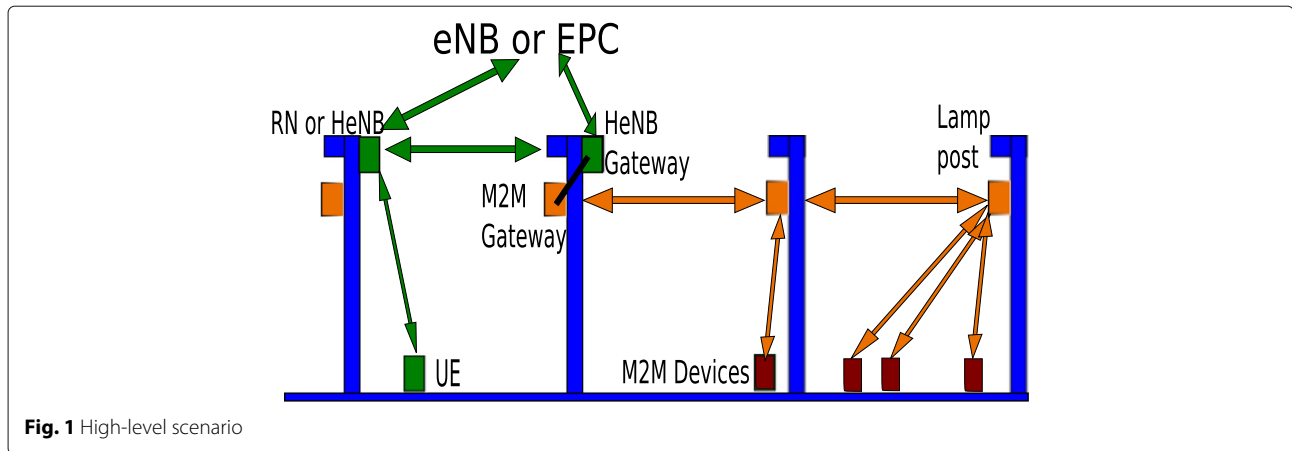 eNB or EPC
RN or HeNB
HeNB
Gateway
Lamp
post
M2M
Gateway
UE
M2M Devices
Fig. 1 High-level scenario